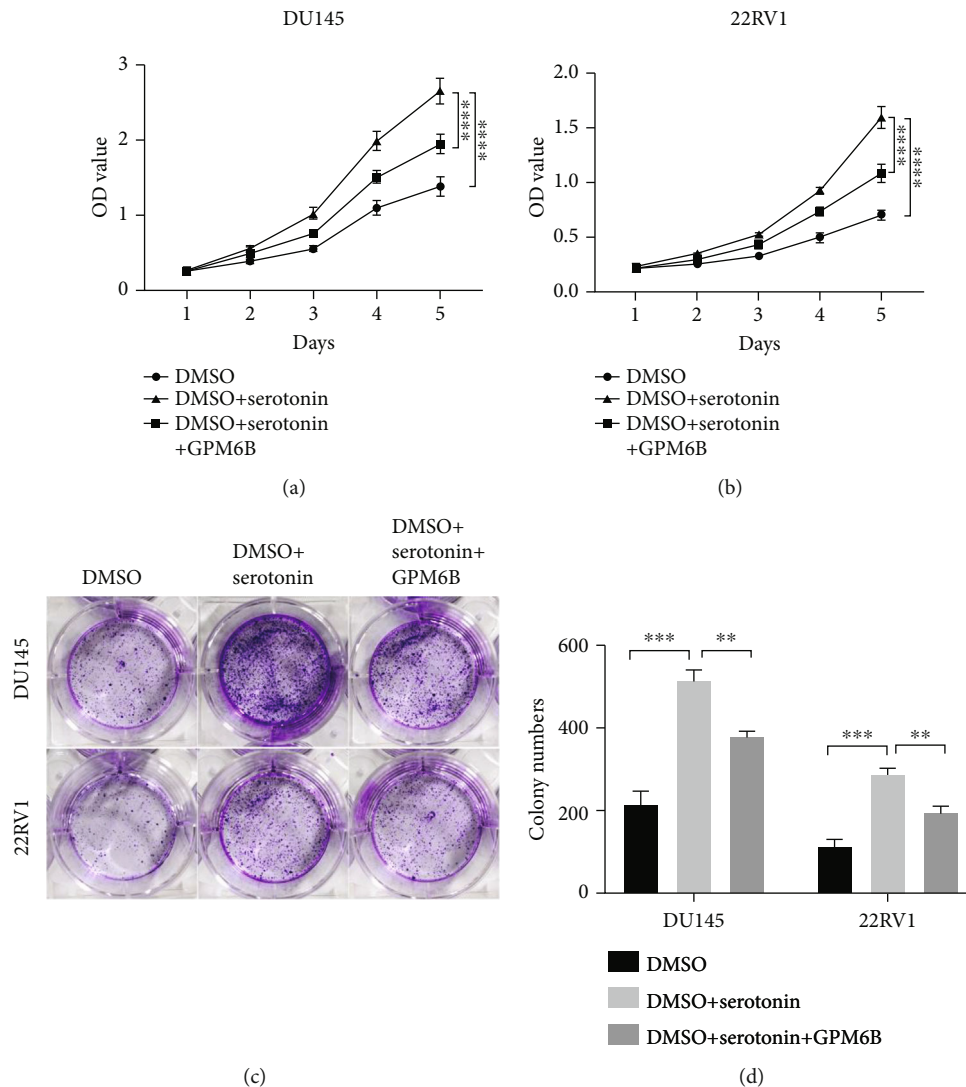 DU145
OD value
3
2
1
0
****
****
1 2 3 4 5
Days
DMSO
DMSO+serotonin
DMSO+serotonin
+GPM6B
(a)
22RV1
OD value
2.0
1.5
1.0
0.5
0.0
****
****
1 2 3 4 5
Days
DMSO
DMSO+serotonin
DMSO+serotonin
+GPM6B
(b)
DMSO
DMSO+
serotonin
DMSO+
serotonin+
GPM6B
DU145
22RV1
(c)
Colony numbers
600
400
200
0
*** **
*** **
DU145 22RV1
DMSO
DMSO+serotonin
DMSO+serotonin+GPM6B
(d)